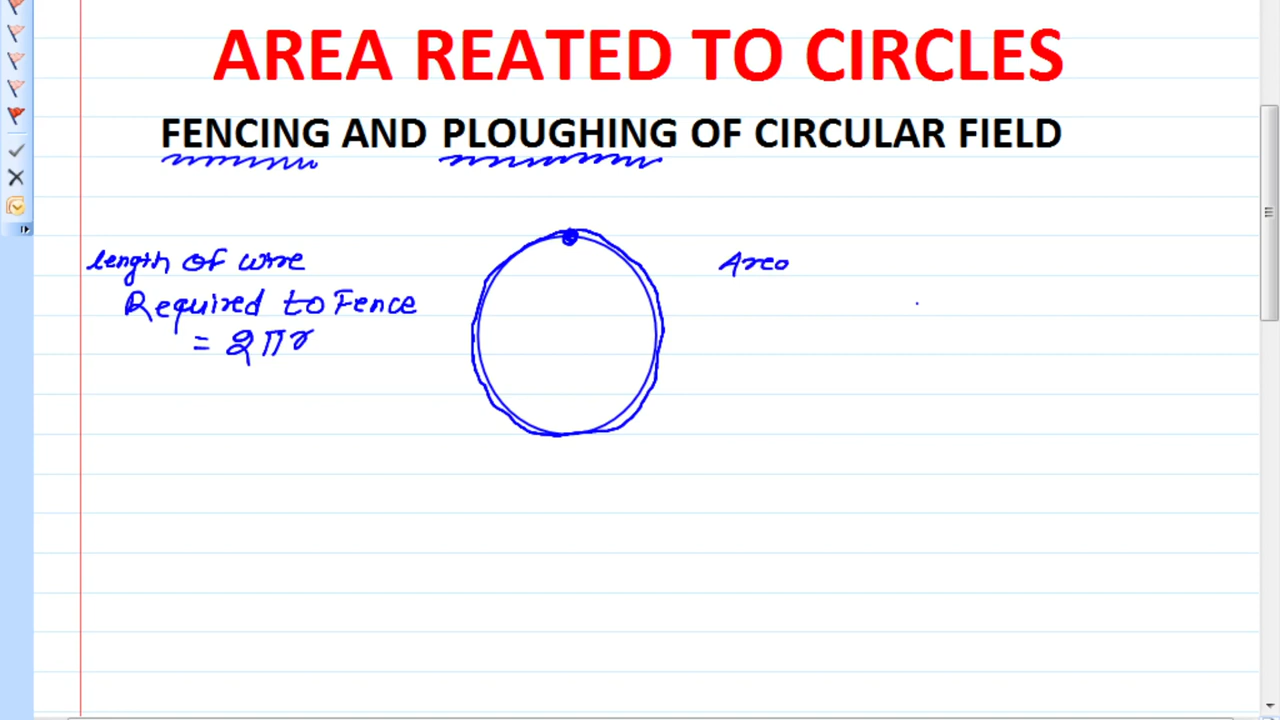 AREA REATED TO CIRCLES
FENCING AND PLOUGHING OF CIRCULAR FIELD
length of wire
Required to Fence
= 2πr
Area